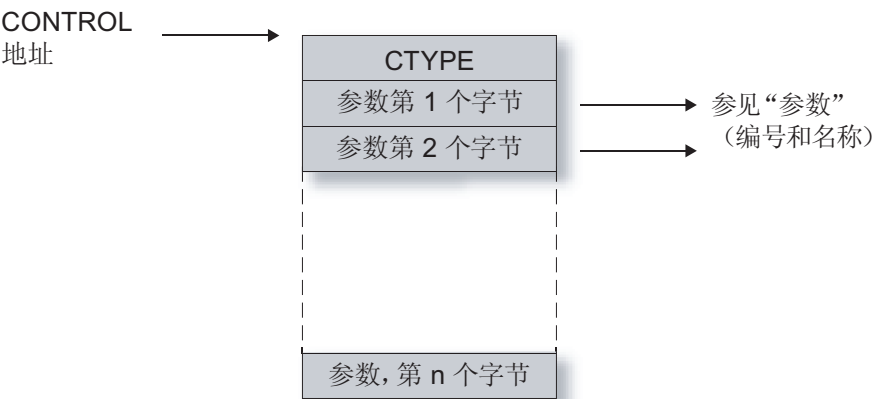 CONTROL
地址
CTYPE
参数第 1 个字节
参数第 2 个字节
参见“参数”
（编号和名称）
参数，第 n 个字节